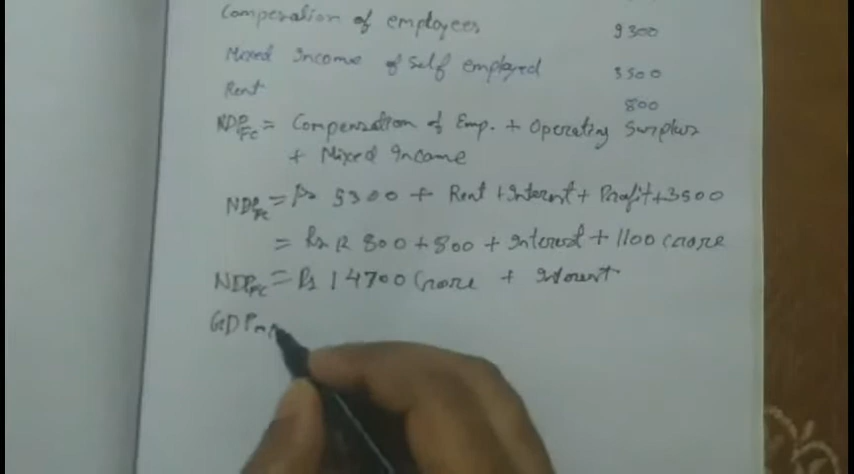 Compensation of employees 9300
Mixed Income of Self employed 3500
Rent 800
NDPFC = Compensation of Emp. + Operating Surplus
+ Mixed Income
NDPFC = Rs 9300 + Rent + Interest + Profit + 3500
= Rs 12800 + 800 + Interest + 1100 crore
NDPFC = Rs 14700 Crore + Interest
GDPm